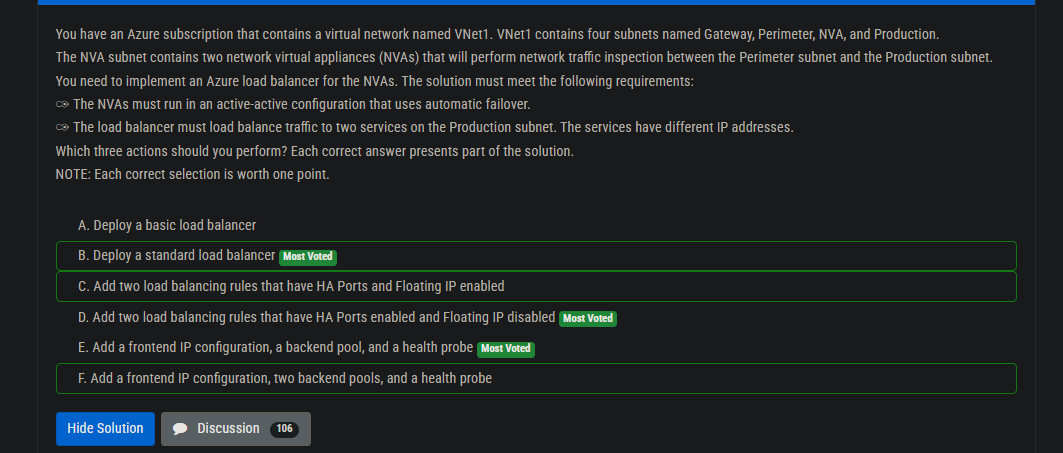 You have an Azure subscription that contains a virtual network named VNet1. VNet1 contains four subnets named Gateway, Perimeter, NVA, and Production.
The NVA subnet contains two network virtual appliances (NVAs) that will perform network traffic inspection between the Perimeter subnet and the Production subnet.
You need to implement an Azure load balancer for the NVAs. The solution must meet the following requirements:
The NVAs must run in an active-active configuration that uses automatic failover.
The load balancer must load balance traffic to two services on the Production subnet. The services have different IP addresses.
Which three actions should you perform? Each correct answer presents part of the solution.
NOTE: Each correct selection is worth one point.
A. Deploy a basic load balancer
B. Deploy a standard load balancer Most Voted
C. Add two load balancing rules that have HA Ports and Floating IP enabled
D. Add two load balancing rules that have HA Ports enabled and Floating IP disabled Most Voted
E. Add a frontend IP configuration, a backend pool, and a health probe Most Voted
F. Add a frontend IP configuration, two backend pools, and a health probe
Hide Solution Discussion 106